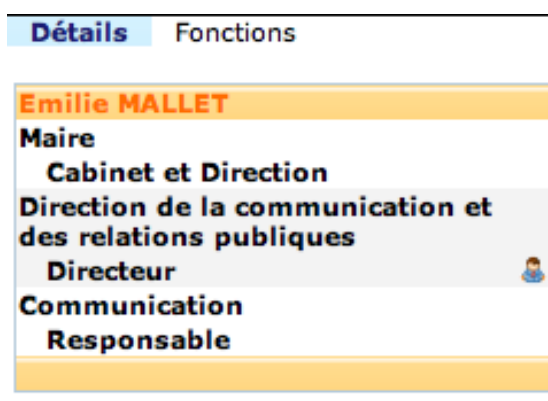 Détails Fonctions
Emilie MALLET
Maire
Cabinet et Direction
Direction de la communication et
des relations publiques
Directeur
Communication
Responsable